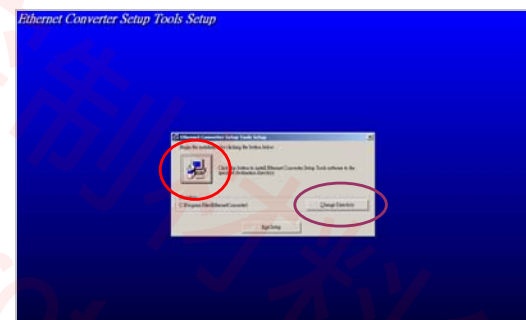 Ethernet Converter Setup Tools Setup
Ethernet Converter Setup Tools Setup
Begin the installation by clicking the button below.
Click this button to install Ethernet Converter Setup Tools software to the
specified destination directory.
C:\Program Files\EthernetConverter\
Change Directory
Exit Setup